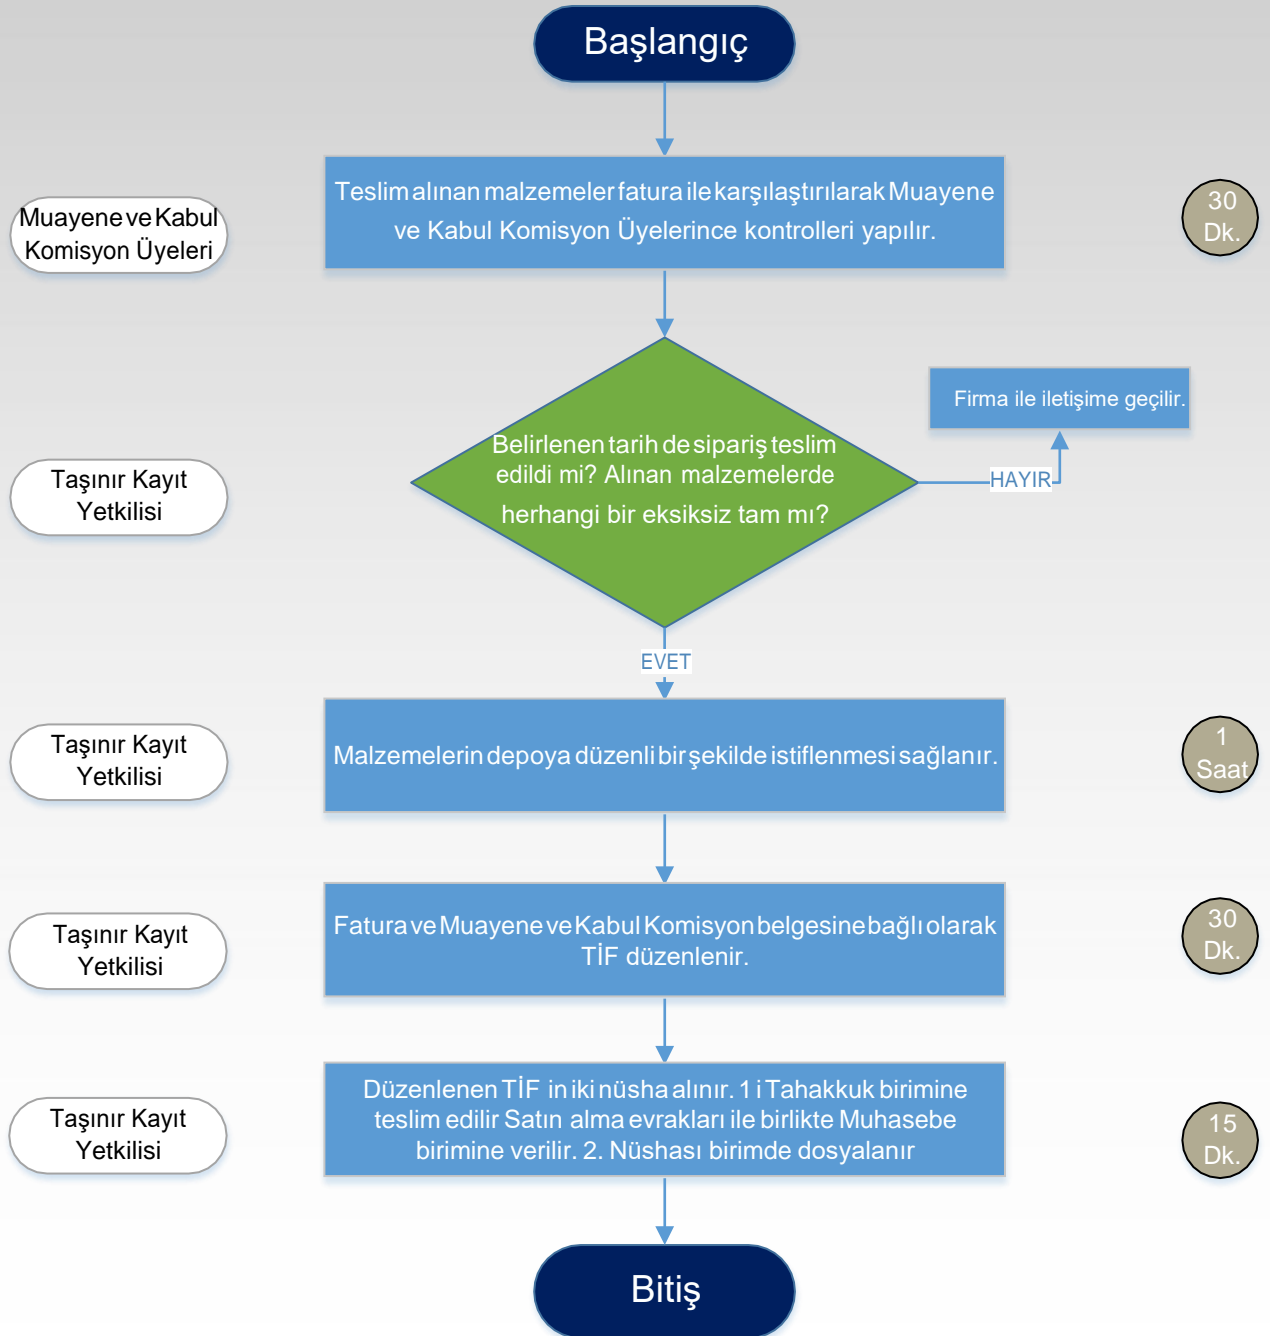 Başlangıç
Muayene ve Kabul
Komisyon Üyeleri
Teslim alınan malzemeler fatura ile karşılaştırılarak Muayene
ve Kabul Komisyon Üyelerince kontrolleri yapılır.
30
Dk.
Taşınır Kayıt
Yetkilisi
Belirlenen tarih de sipariş teslim
edildi mi? Alınan malzemelerde
herhangi bir eksiksiz tam mı?
HAYIR
Firma ile iletişime geçilir.
EVET
Taşınır Kayıt
Yetkilisi
Malzemelerin depoya düzenli bir şekilde istiflenmesi sağlanır.
1
Saat
Taşınır Kayıt
Yetkilisi
Fatura ve Muayene ve Kabul Komisyon belgesine bağlı olarak
TİF düzenlenir.
30
Dk.
Taşınır Kayıt
Yetkilisi
Düzenlenen TİF in iki nüsha alınır. 1 i Tahakkuk birimine
teslim edilir Satın alma evrakları ile birlikte Muhasebe
birimine verilir. 2. Nüshası birimde dosyalanır
15
Dk.
Bitiş